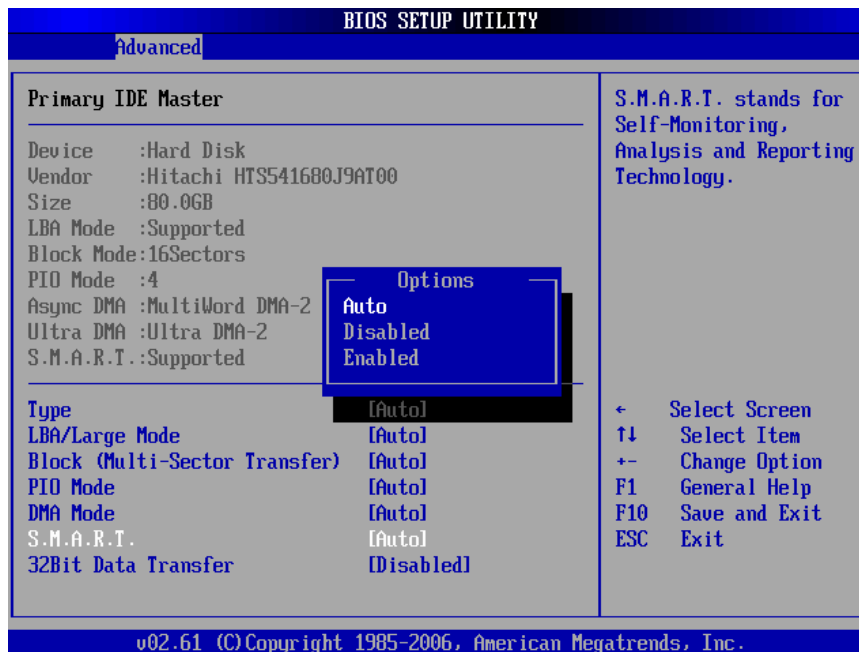 BIOS SETUP UTILITY
Advanced
Primary IDE Master
Device :Hard Disk
Vendor :Hitachi HTS541680J9AT00
Size :80.0GB
LBA Mode :Supported
Block Mode:16Sectors
PIO Mode :4
Async DMA :MultiWord DMA-2
Ultra DMA :Ultra DMA-2
S.M.A.R.T.:Supported
Options
Auto
Disabled
Enabled
Type [Auto]
LBA/Large Mode [Auto]
Block (Multi-Sector Transfer) [Auto]
PIO Mode [Auto]
DMA Mode [Auto]
S.M.A.R.T. [Auto]
32Bit Data Transfer [Disabled]
S.M.A.R.T. stands for
Self-Monitoring,
Analysis and Reporting
Technology.
← Select Screen
↑↓ Select Item
+- Change Option
F1 General Help
F10 Save and Exit
ESC Exit
v02.61 (C)Copyright 1985-2006, American Megatrends, Inc.